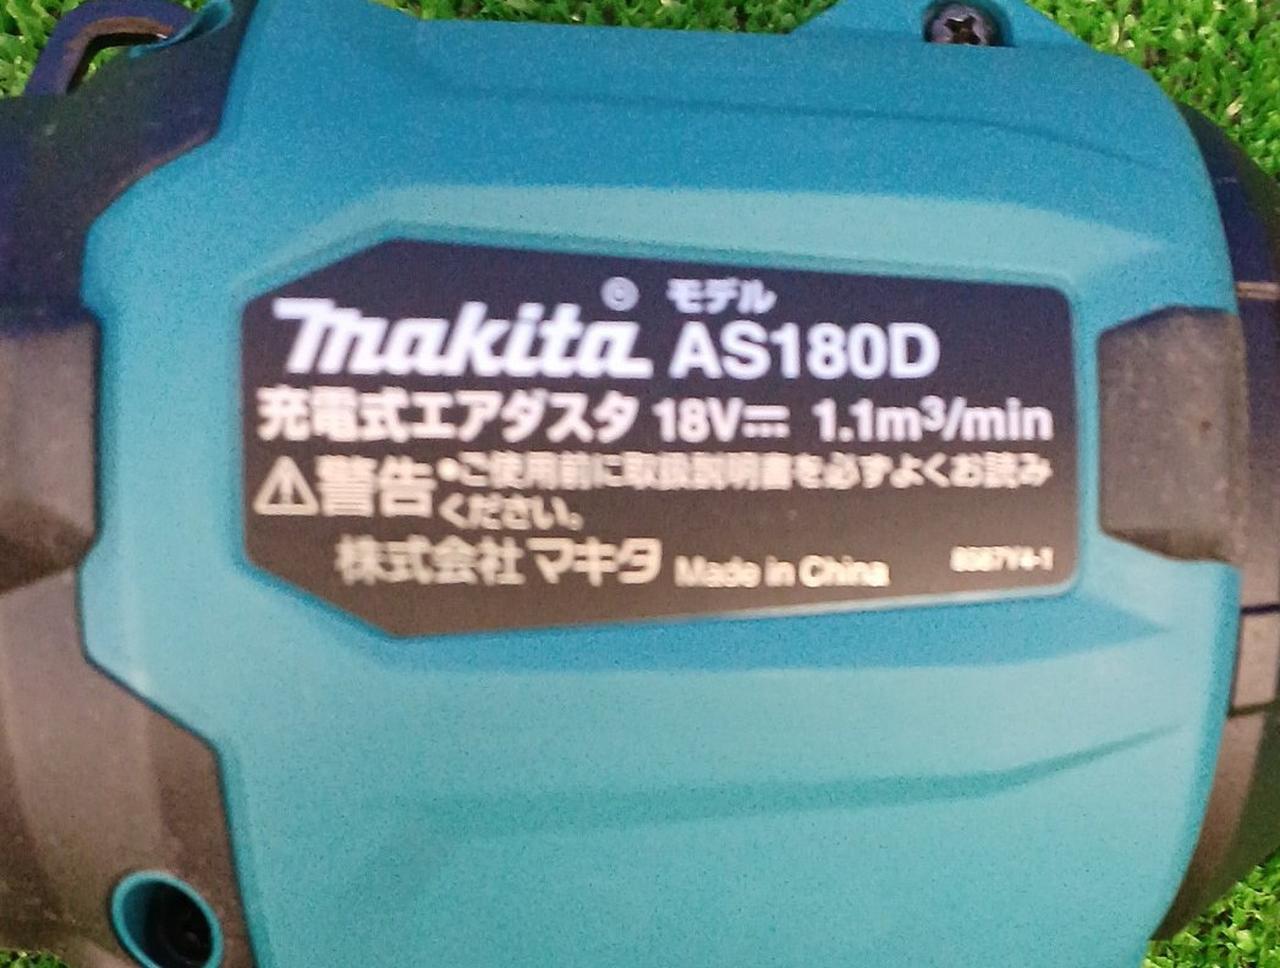 makita® モデル AS180D
充電式エアダスタ 18V⎓ 1.1m³/min
⚠警告 •ご使用前に取扱説明書を必ずよくお読み
ください。
株式会社 マキタ Made in China